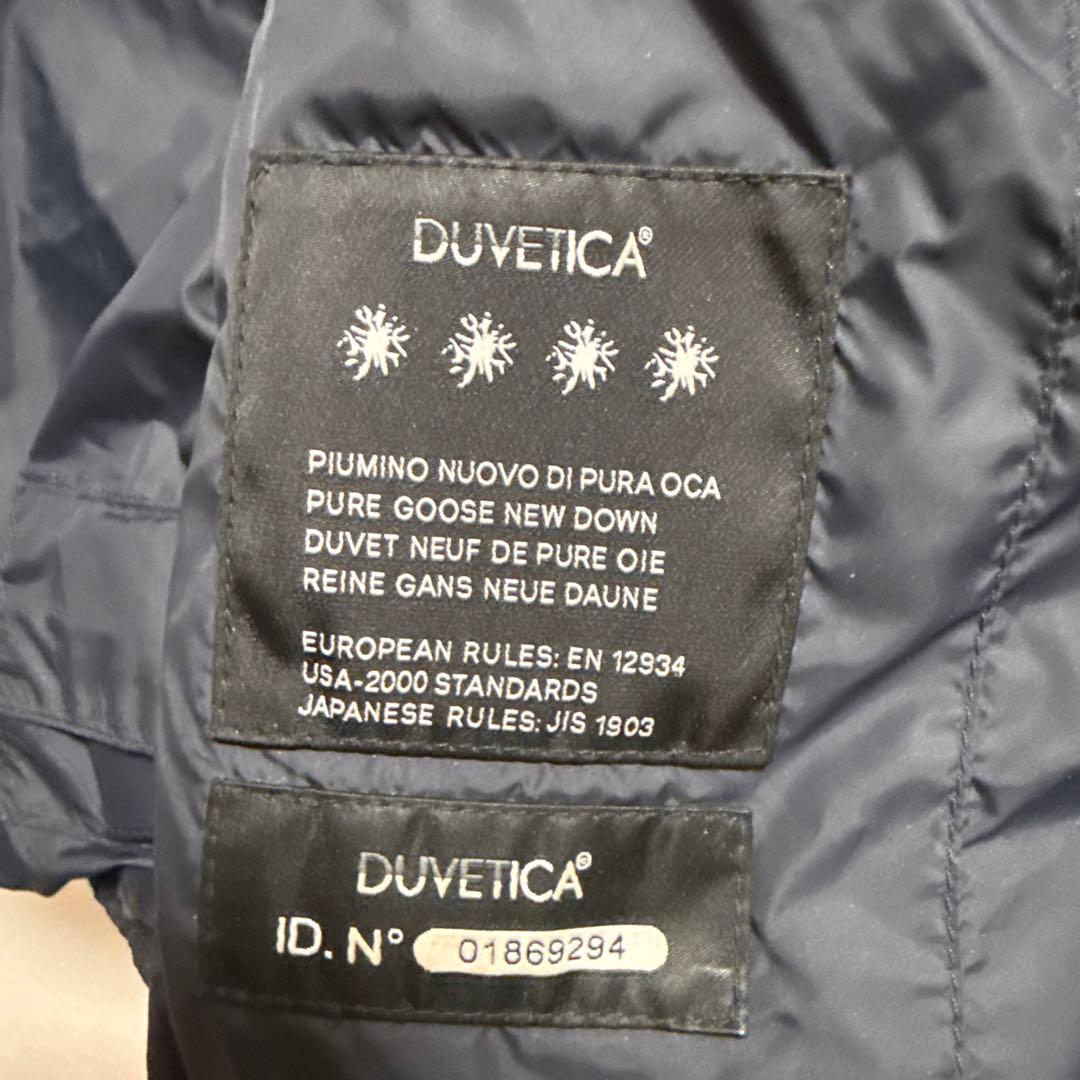 DUVETICA®
PIUMINO NUOVO DI PURA OCA
PURE GOOSE NEW DOWN
DUVET NEUF DE PURE OIE
REINE GANS NEUE DAUNE
EUROPEAN RULES: EN 12934
USA-2000 STANDARDS
JAPANESE RULES: JIS 1903
DUVETICA®
ID. N° 01869294